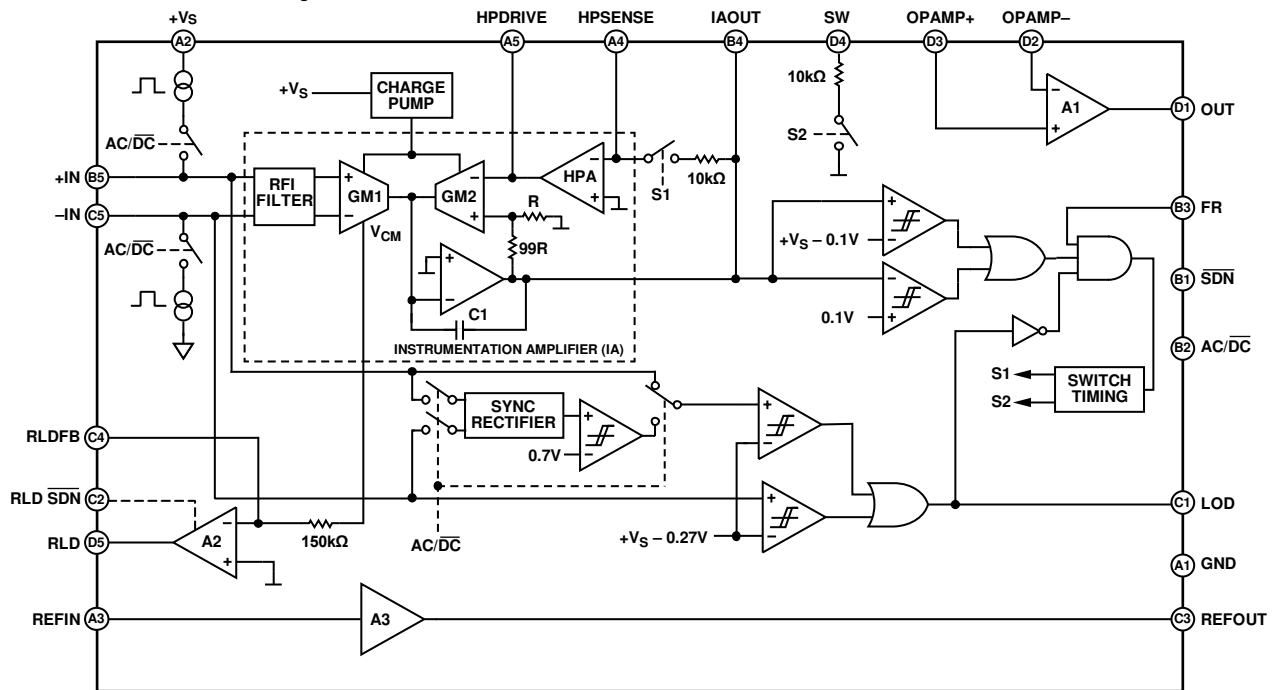 +VS
HPDRIVE
HPSENSE
IAOUT
SW
OPAMP+
OPAMP–
A2
A5
A4
B4
D4
D3
D2
10kΩ
S2
A1
D1 OUT
+VS
CHARGE
PUMP
AC/DC
+IN B5
–IN C5
RFI
FILTER
GM1
GM2
HPA
S1
10kΩ
R
99R
VCM
AC/DC
C1
INSTRUMENTATION AMPLIFIER (IA)
+VS – 0.1V
0.1V
B3 FR
B1 SDN
B2 AC/DC
S1
S2
SWITCH
TIMING
SYNC
RECTIFIER
0.7V
RLDFB C4
RLD SDN C2
RLD D5
A2
150kΩ
AC/DC
+VS – 0.27V
C1 LOD
A1 GND
REFIN A3
A3
C3 REFOUT